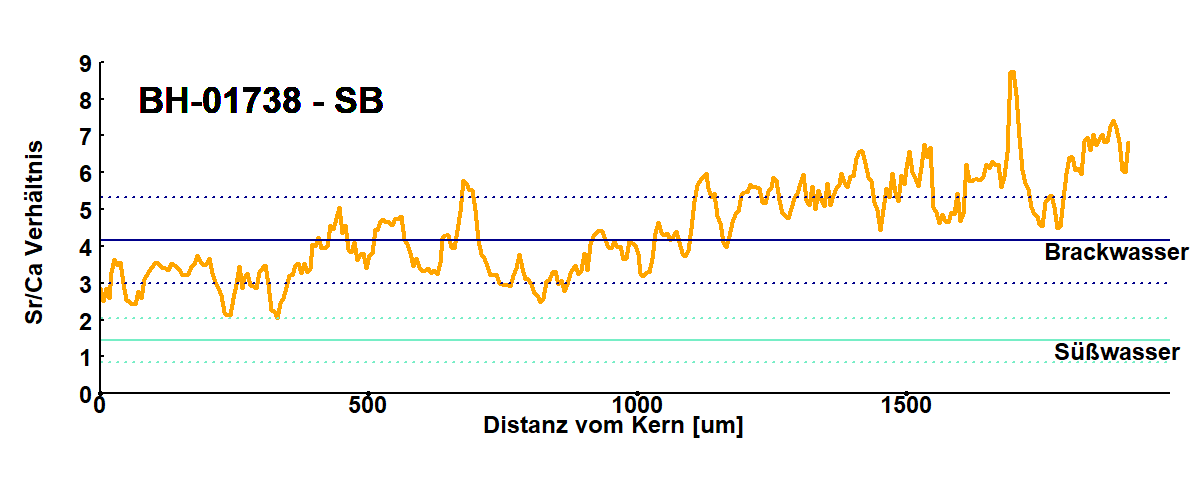 BH-01738 - SB
Sr/Ca Verhältnis
9
8
7
6
5
4
3
2
1
0
Brackwasser
Süßwasser
0 500 1000 1500
Distanz vom Kern [um]